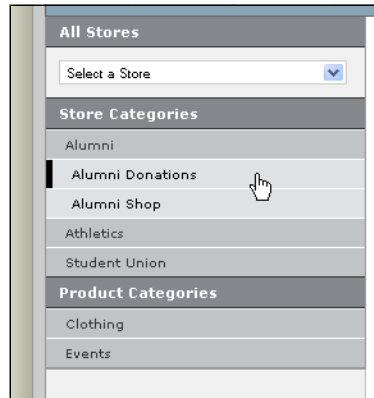 All Stores
Select a Store
Store Categories
Alumni
Alumni Donations
Alumni Shop
Athletics
Student Union
Product Categories
Clothing
Events